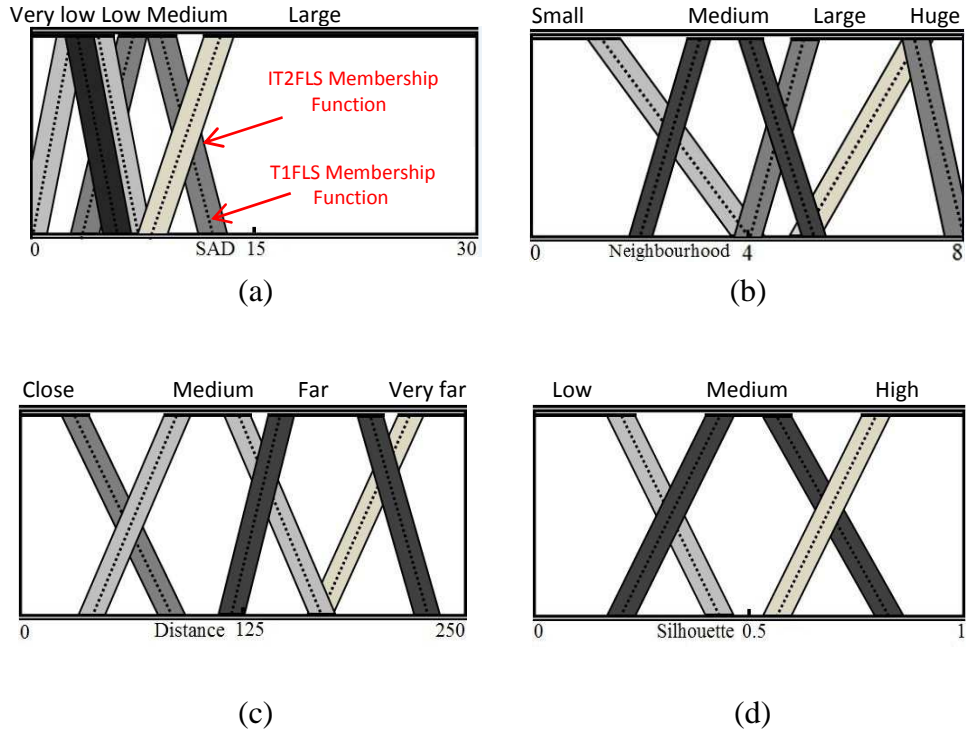 Very low Low Medium Large
IT2FLS Membership
Function
T1FLS Membership
Function
0 SAD 15 30
(a)
Small Medium Large Huge
0 Neighbourhood 4 8
(b)
Close Medium Far Very far
0 Distance 125 250
(c)
Low Medium High
0 Silhouette 0.5 1
(d)